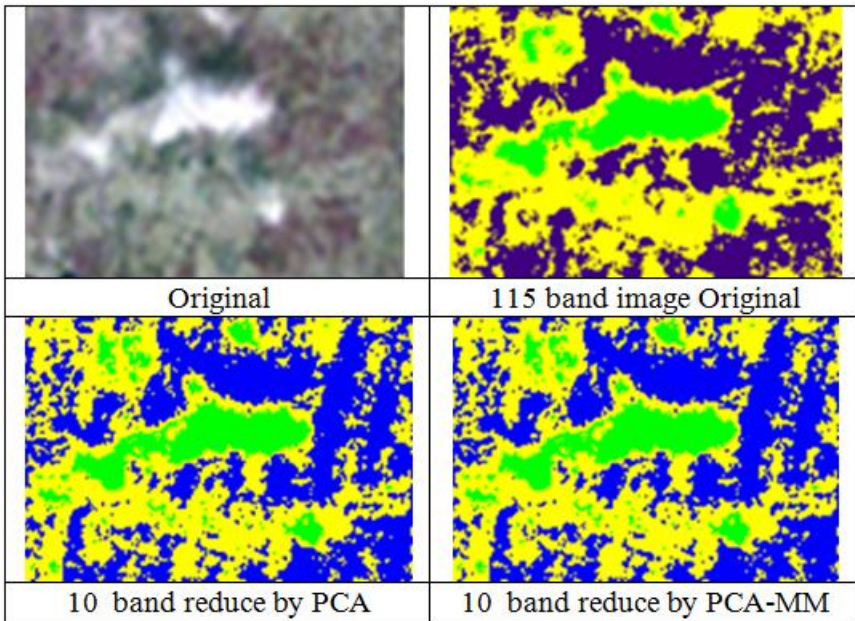 Original
115 band image Original
10 band reduce by PCA
10 band reduce by PCA-MM